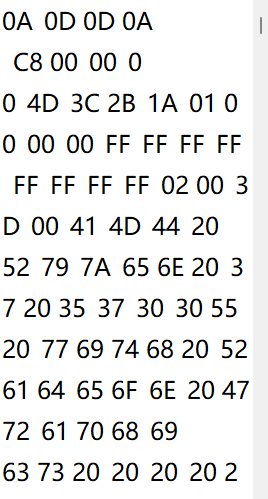 0A 0D 0D 0A
C8 00 00 0
0 4D 3C 2B 1A 01 0
0 00 00 FF FF FF FF
FF FF FF FF 02 00 3
D 00 41 4D 44 20
52 79 7A 65 6E 20 3
7 20 35 37 30 30 55
20 77 69 74 68 20 52
61 64 65 6F 6E 20 47
72 61 70 68 69
63 73 20 20 20 20 2